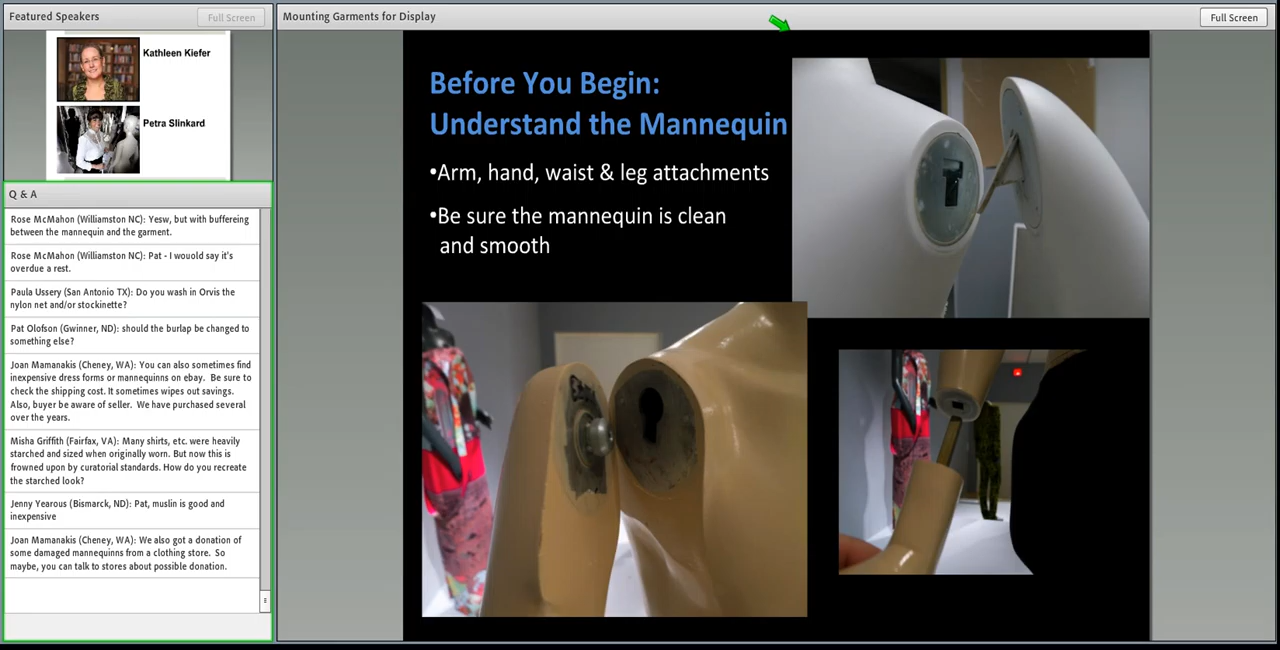 Featured Speakers
Full Screen
Kathleen Kiefer
Petra Slinkard
Q & A
Rose McMahon (Williamston NC): Yesw, but with buffereing
between the mannequin and the garment.
Rose McMahon (Williamston NC): Pat - I wouold say it's
overdue a rest.
Paula Ussery (San Antonio TX): Do you wash in Orvis the
nylon net and/or stockinette?
Pat Olofson (Gwinner, ND): should the burlap be changed to
something else?
Joan Mamanakis (Cheney, WA): You can also sometimes find
inexpensive dress forms or mannequinns on ebay.  Be sure to
check the shipping cost. It sometimes wipes out savings.
Also, buyer be aware of seller.  We have purchased several
over the years.
Misha Griffith (Fairfax, VA): Many shirts, etc. were heavily
starched and sized when originally worn. But now this is
frowned upon by curatorial standards. How do you recreate
the starched look?
Jenny Yearous (Bismarck, ND): Pat, muslin is good and
inexpensive
Joan Mamanakis (Cheney, WA): We also got a donation of
some damaged mannequinns from a clothing store.  So
maybe, you can talk to stores about possible donation.
Mounting Garments for Display
Full Screen
Before You Begin:
Understand the Mannequin
•Arm, hand, waist & leg attachments
•Be sure the mannequin is clean
and smooth